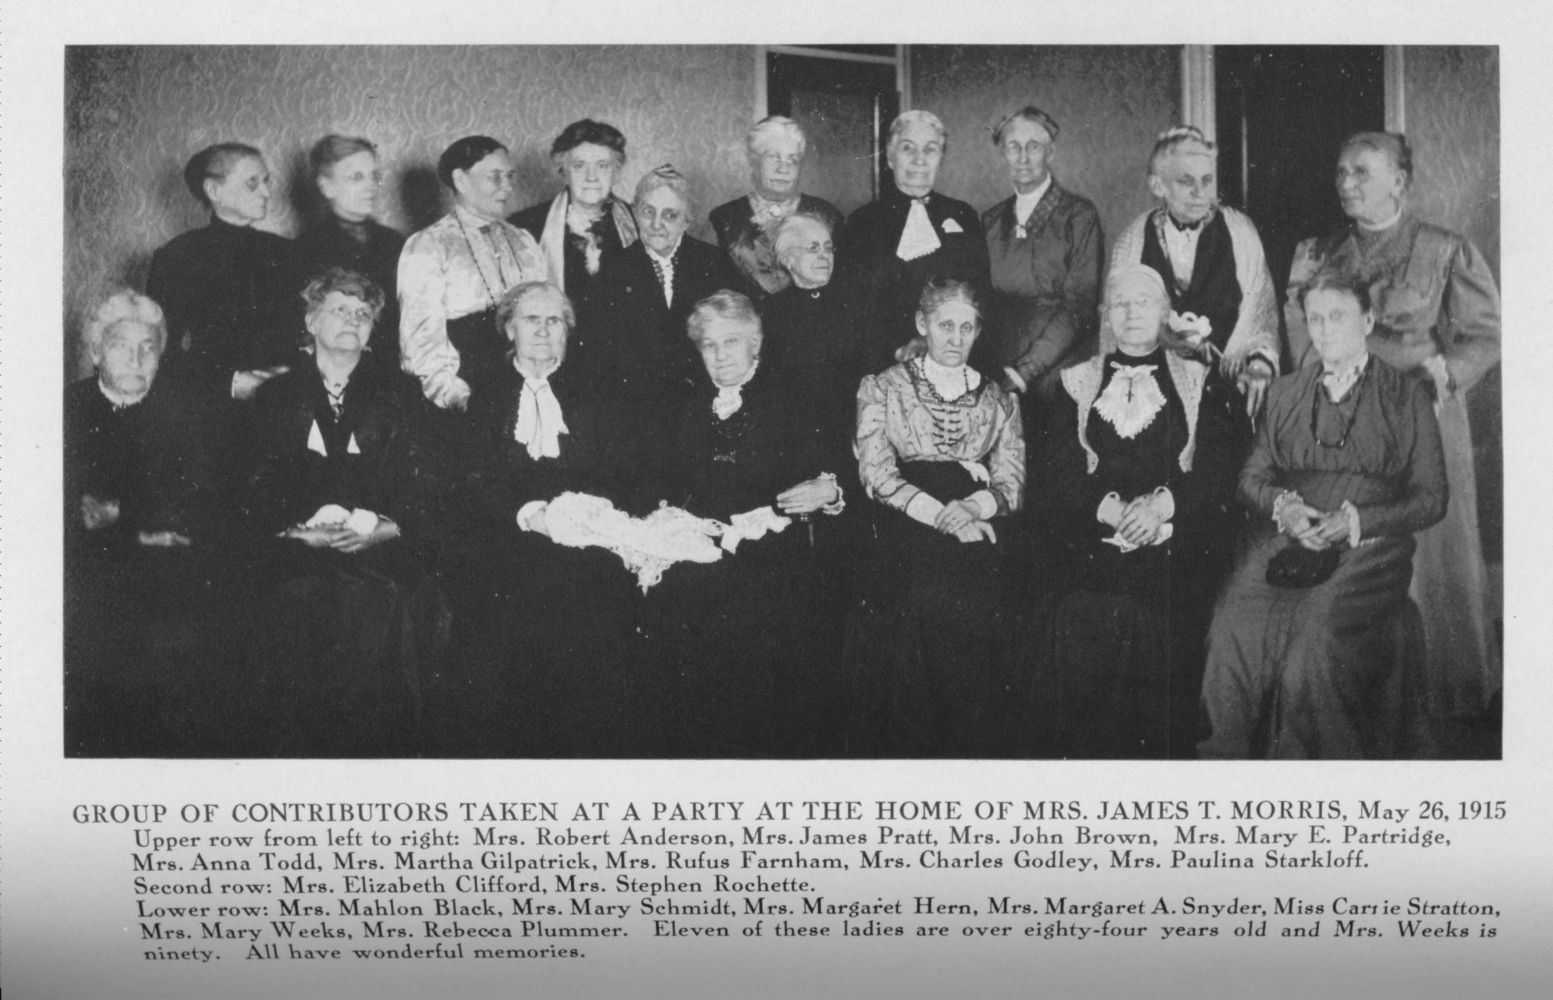 GROUP OF CONTRIBUTORS TAKEN AT A PARTY AT THE HOME OF MRS. JAMES T. MORRIS, May 26, 1915
Upper row from left to right: Mrs. Robert Anderson, Mrs. James Pratt, Mrs. John Brown, Mrs. Mary E. Partridge,
Mrs. Anna Todd, Mrs. Martha Gilpatrick, Mrs. Rufus Farnham, Mrs. Charles Godley, Mrs. Paulina Starkloff.
Second row: Mrs. Elizabeth Clifford, Mrs. Stephen Rochette.
Lower row: Mrs. Mahlon Black, Mrs. Mary Schmidt, Mrs. Margaret Hern, Mrs. Margaret A. Snyder, Miss Carrie Stratton,
Mrs. Mary Weeks, Mrs. Rebecca Plummer. Eleven of these ladies are over eighty-four years old and Mrs. Weeks is
ninety. All have wonderful memories.